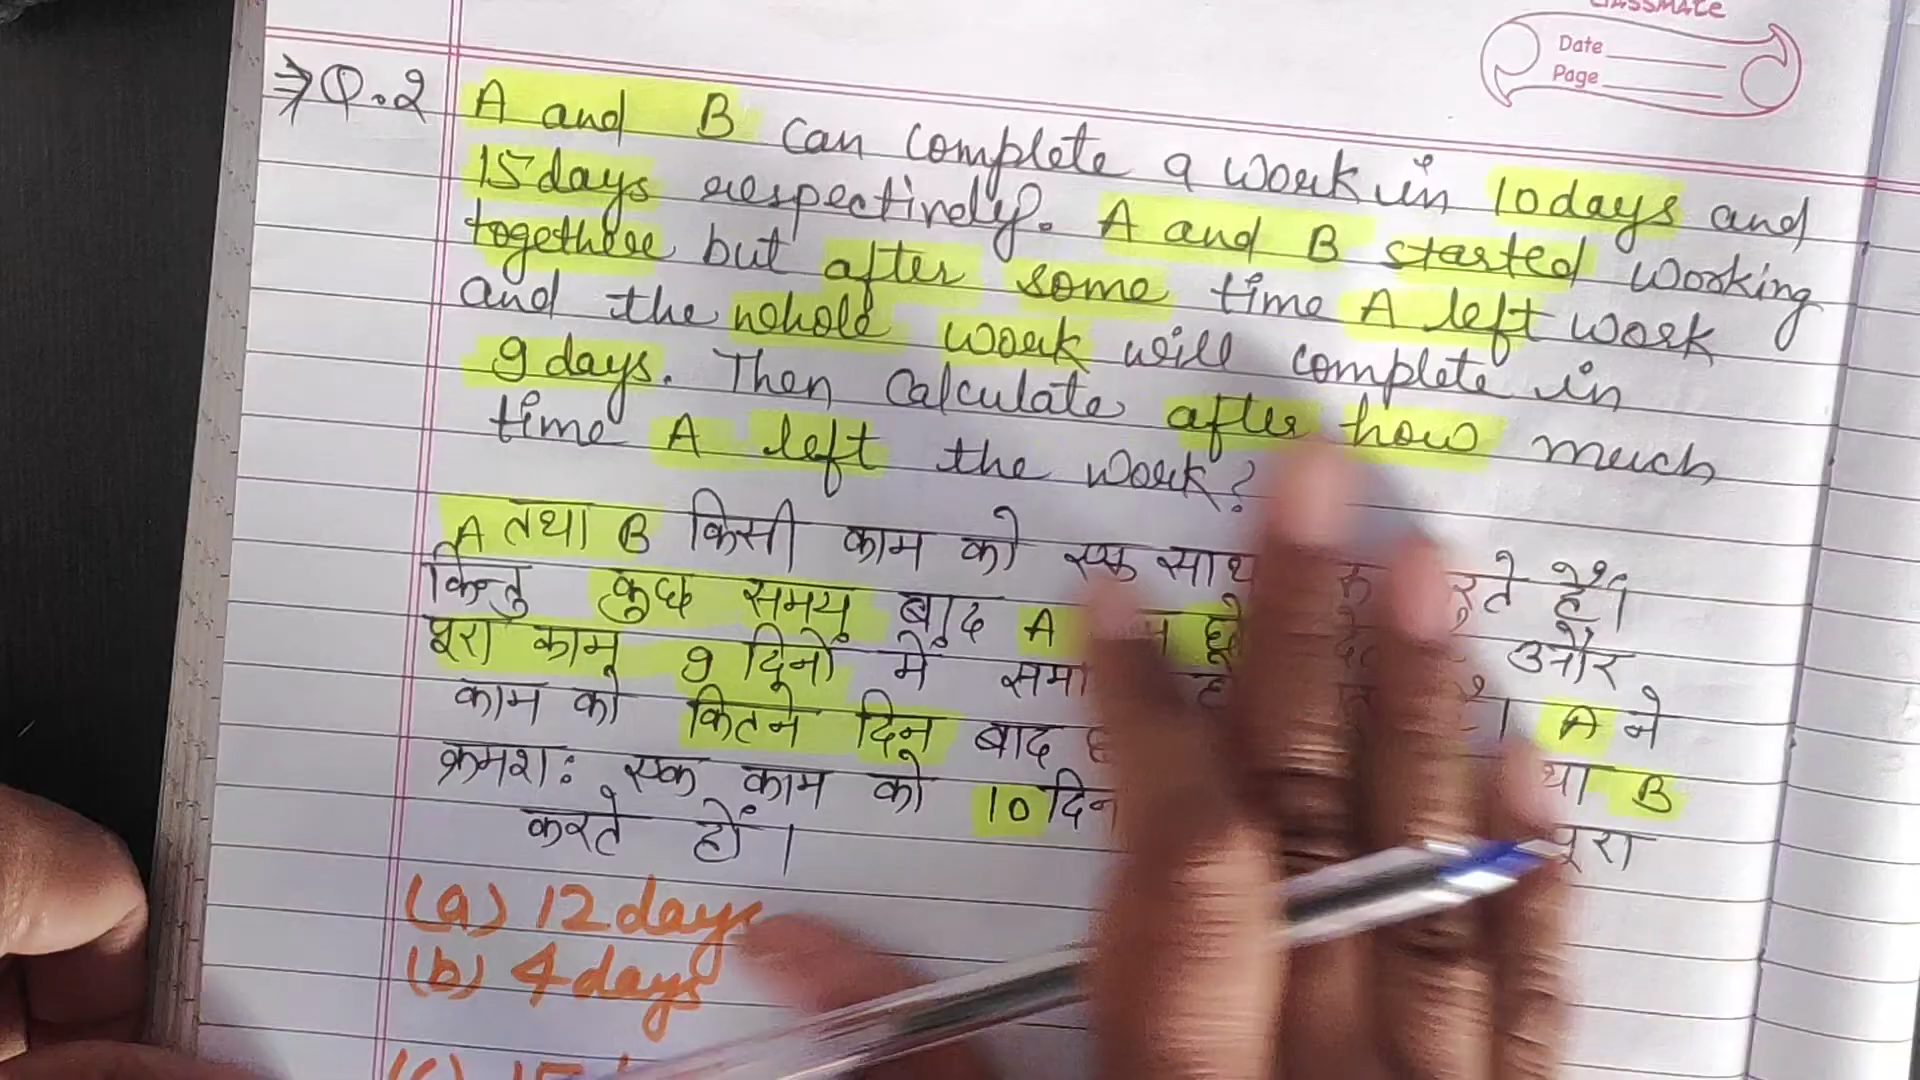 CLASSMATE
Date
Page
⇒ Q.2 A and B can complete a work in 10 days and
15 days respectively. A and B started working
together but after some time A left work
and the whole work will complete in
9 days. Then calculate after how much
time A left the work?
A तथा B किसी काम को एक साथ रते हैं।
किन्तु कुछ समय बाद A और
पूरा काम 9 दिनों में A ने
काम को कितने दिन बाद B
क्रमशः एक काम को 10 दिन पूरा
करते हों।
(a) 12 days
(b) 4 days
(c)